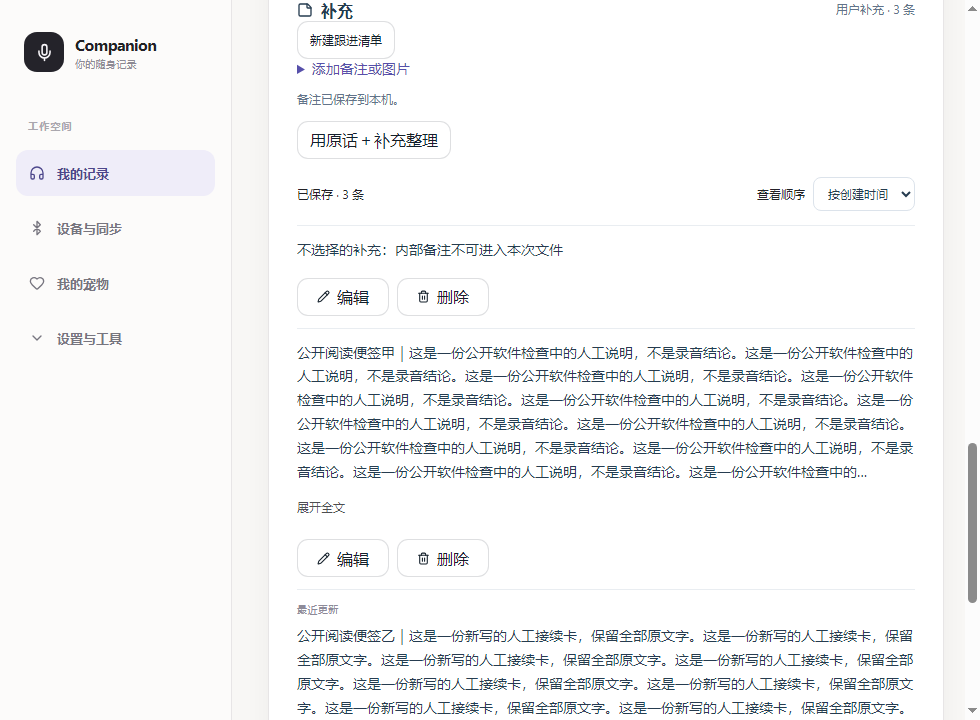 Companion
你的随身记录
工作空间
我的记录
设备与同步
我的宠物
设置与工具
补充
用户补充 · 3 条
新建跟进清单
添加备注或图片
备注已保存到本机。
用原话 + 补充整理
已保存 · 3 条
查看顺序
按创建时间
不选择的补充：内部备注不可进入本次文件
编辑
删除
公开阅读便签甲｜这是一份公开软件检查中的人工说明，不是录音结论。这是一份公开软件检查中的
人工说明，不是录音结论。这是一份公开软件检查中的人工说明，不是录音结论。这是一份公开软件
检查中的人工说明，不是录音结论。这是一份公开软件检查中的人工说明，不是录音结论。这是一份
公开软件检查中的人工说明，不是录音结论。这是一份公开软件检查中的人工说明，不是录音结论。
这是一份公开软件检查中的人工说明，不是录音结论。这是一份公开软件检查中的人工说明，不是录
音结论。这是一份公开软件检查中的人工说明，不是录音结论。这是一份公开软件检查中的...
展开全文
编辑
删除
最近更新
公开阅读便签乙｜这是一份新写的人工接续卡，保留全部原文字。这是一份新写的人工接续卡，保留
全部原文字。这是一份新写的人工接续卡，保留全部原文字。这是一份新写的人工接续卡，保留全部
原文字。这是一份新写的人工接续卡，保留全部原文字。这是一份新写的人工接续卡，保留全部原文
字。这是一份新写的人工接续卡，保留全部原文字。这是一份新写的人工接续卡，保留全部原文字。